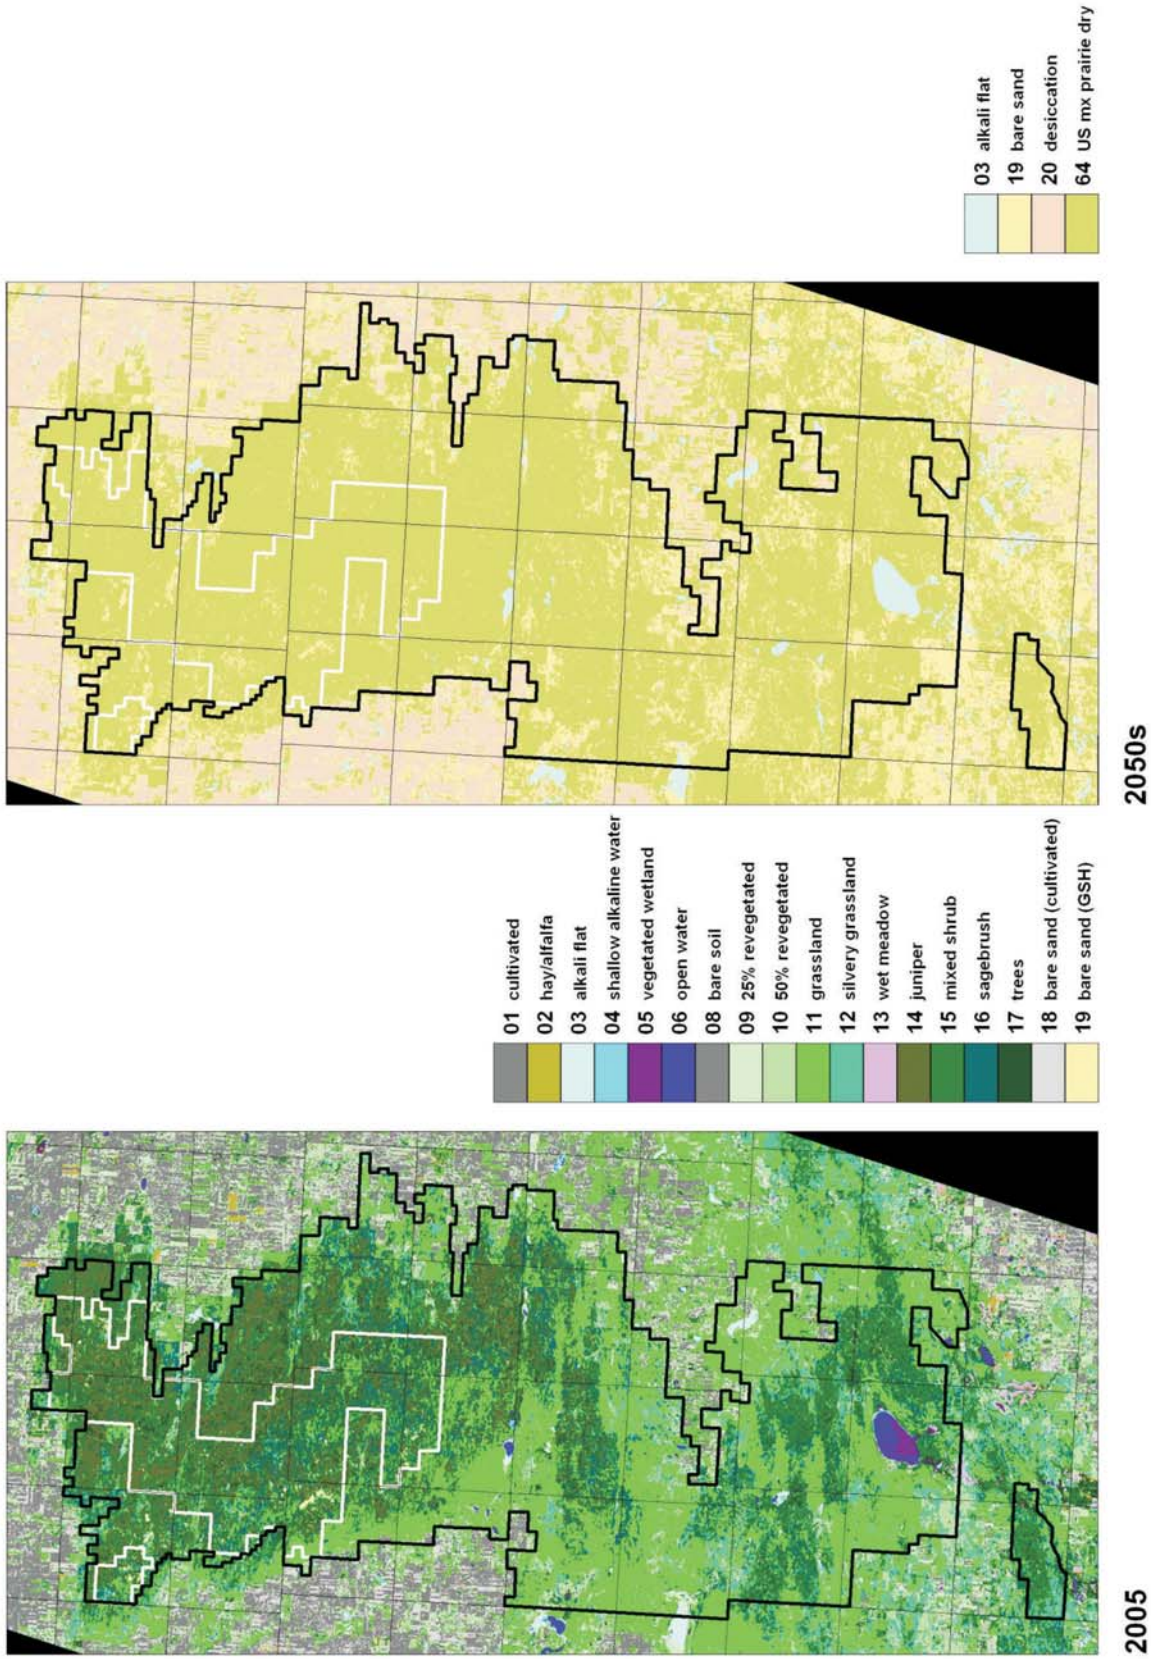 2005
01 cultivated
02 hay/alfalfa
03 alkali flat
04 shallow alkaline water
05 vegetated wetland
06 open water
08 bare soil
09 25% revegetated
10 50% revegetated
11 grassland
12 silvery grassland
13 wet meadow
14 juniper
15 mixed shrub
16 sagebrush
17 trees
18 bare sand (cultivated)
19 bare sand (GSH)
2050s
03 alkali flat
19 bare sand
20 desiccation
64 US mx prairie dry